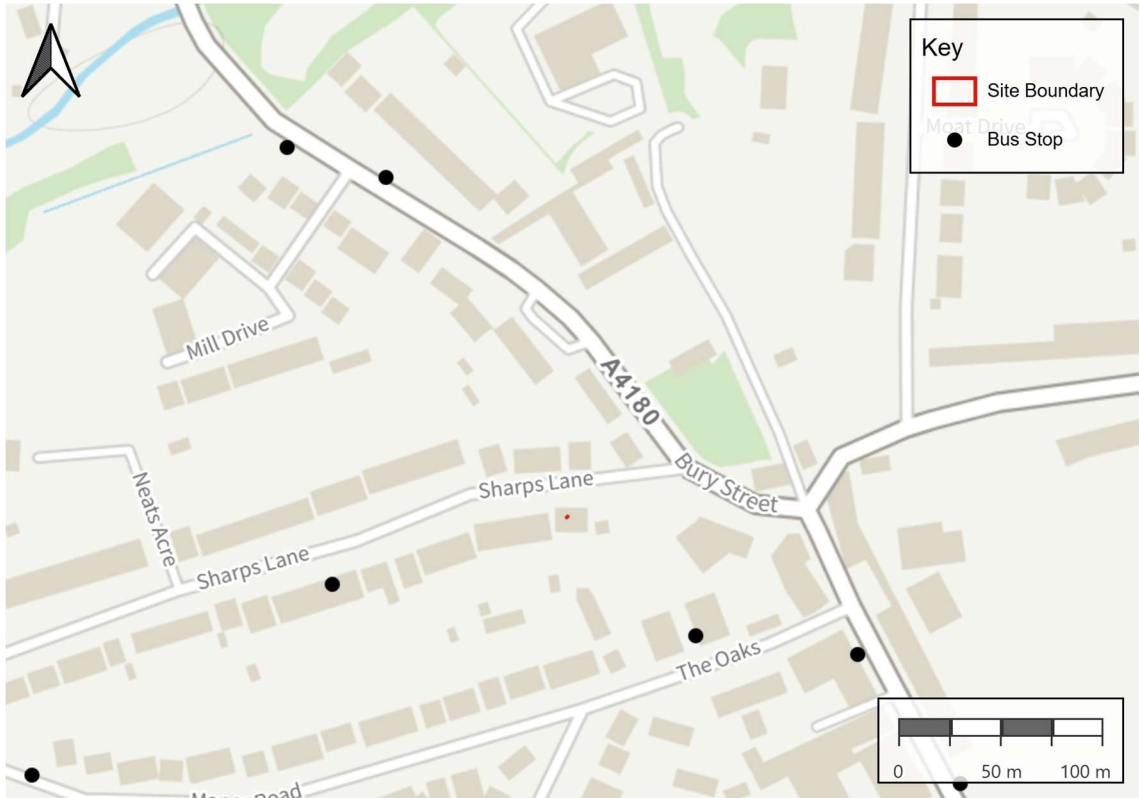 Key
Site Boundary
Moat Drive
Bus Stop
Mill Drive
A4180
Neats Acre
Sharps Lane
Bury Street
Sharps Lane
The Oaks
Road
0 50 m 100 m